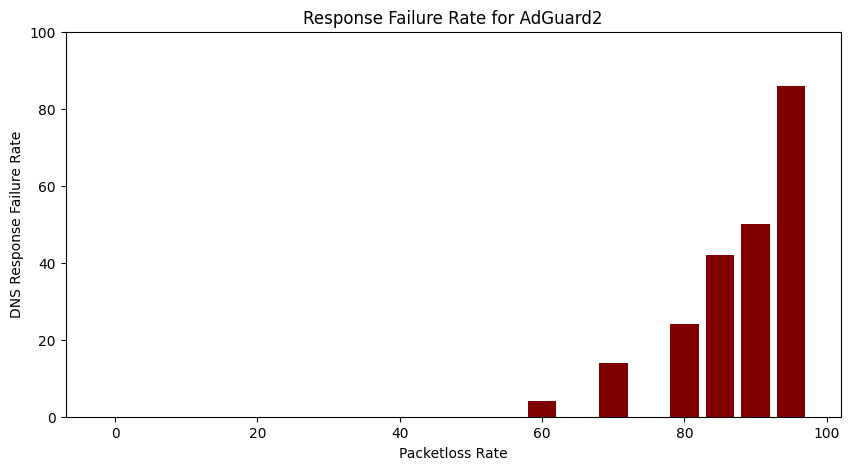 Response Failure Rate for AdGuard2
100
80
60
40
20
0
DNS Response Failure Rate
0 20 40 60 80 100
Packetloss Rate